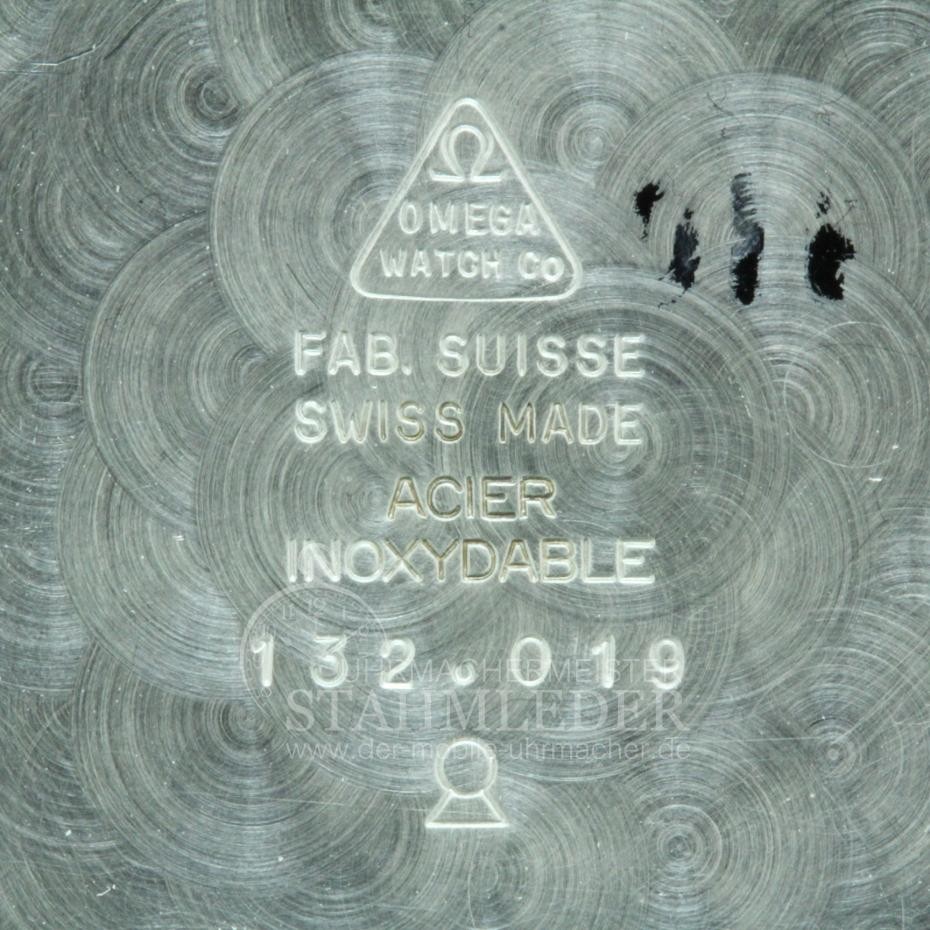 Ω
OMEGA
WATCH Co
FAB. SUISSE
SWISS MADE
ACIER
INOXYDABLE
132.019
UHRMACHERMEISTER
STAHMLEDER
www.der-mobile-uhrmacher.de